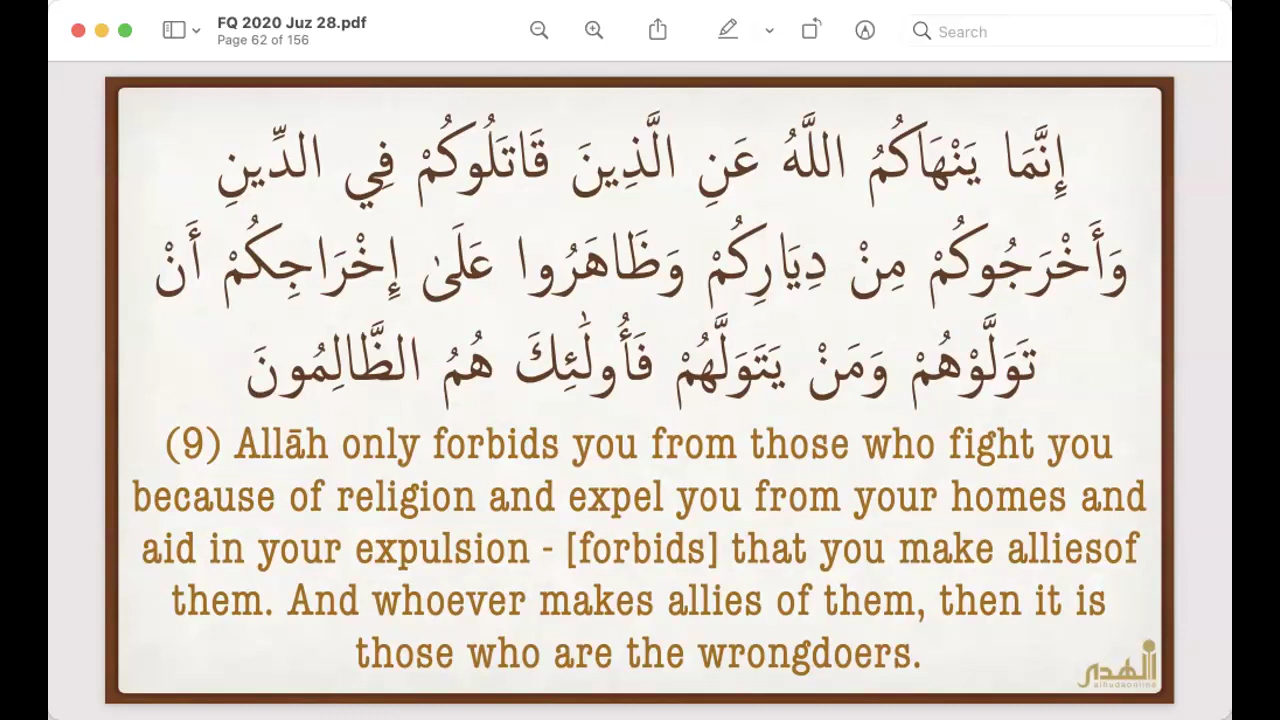 FQ 2020 Juz 28.pdf
Page 62 of 156
Search
إِنَّمَا يَنْهَاكُمُ اللَّهُ عَنِ الَّذِينَ قَاتَلُوكُمْ فِي الدِّينِ
وَأَخْرَجُوكُمْ مِنْ دِيَارِكُمْ وَظَاهَرُوا عَلَىٰ إِخْرَاجِكُمْ أَنْ
تَوَلَّوْهُمْ وَمَنْ يَتَوَلَّهُمْ فَأُولَٰئِكَ هُمُ الظَّالِمُونَ
(9) Allāh only forbids you from those who fight you
because of religion and expel you from your homes and
aid in your expulsion - [forbids] that you make alliesof
them. And whoever makes allies of them, then it is
those who are the wrongdoers.
الهدى
alhudaonline